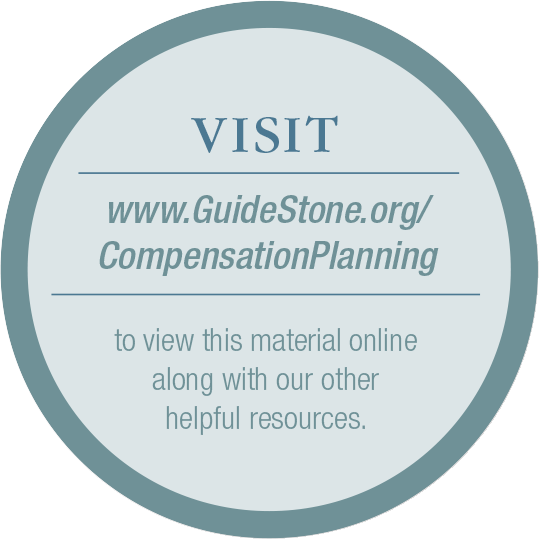 VISIT
www.GuideStone.org/
CompensationPlanning
to view this material online
along with our other
helpful resources.